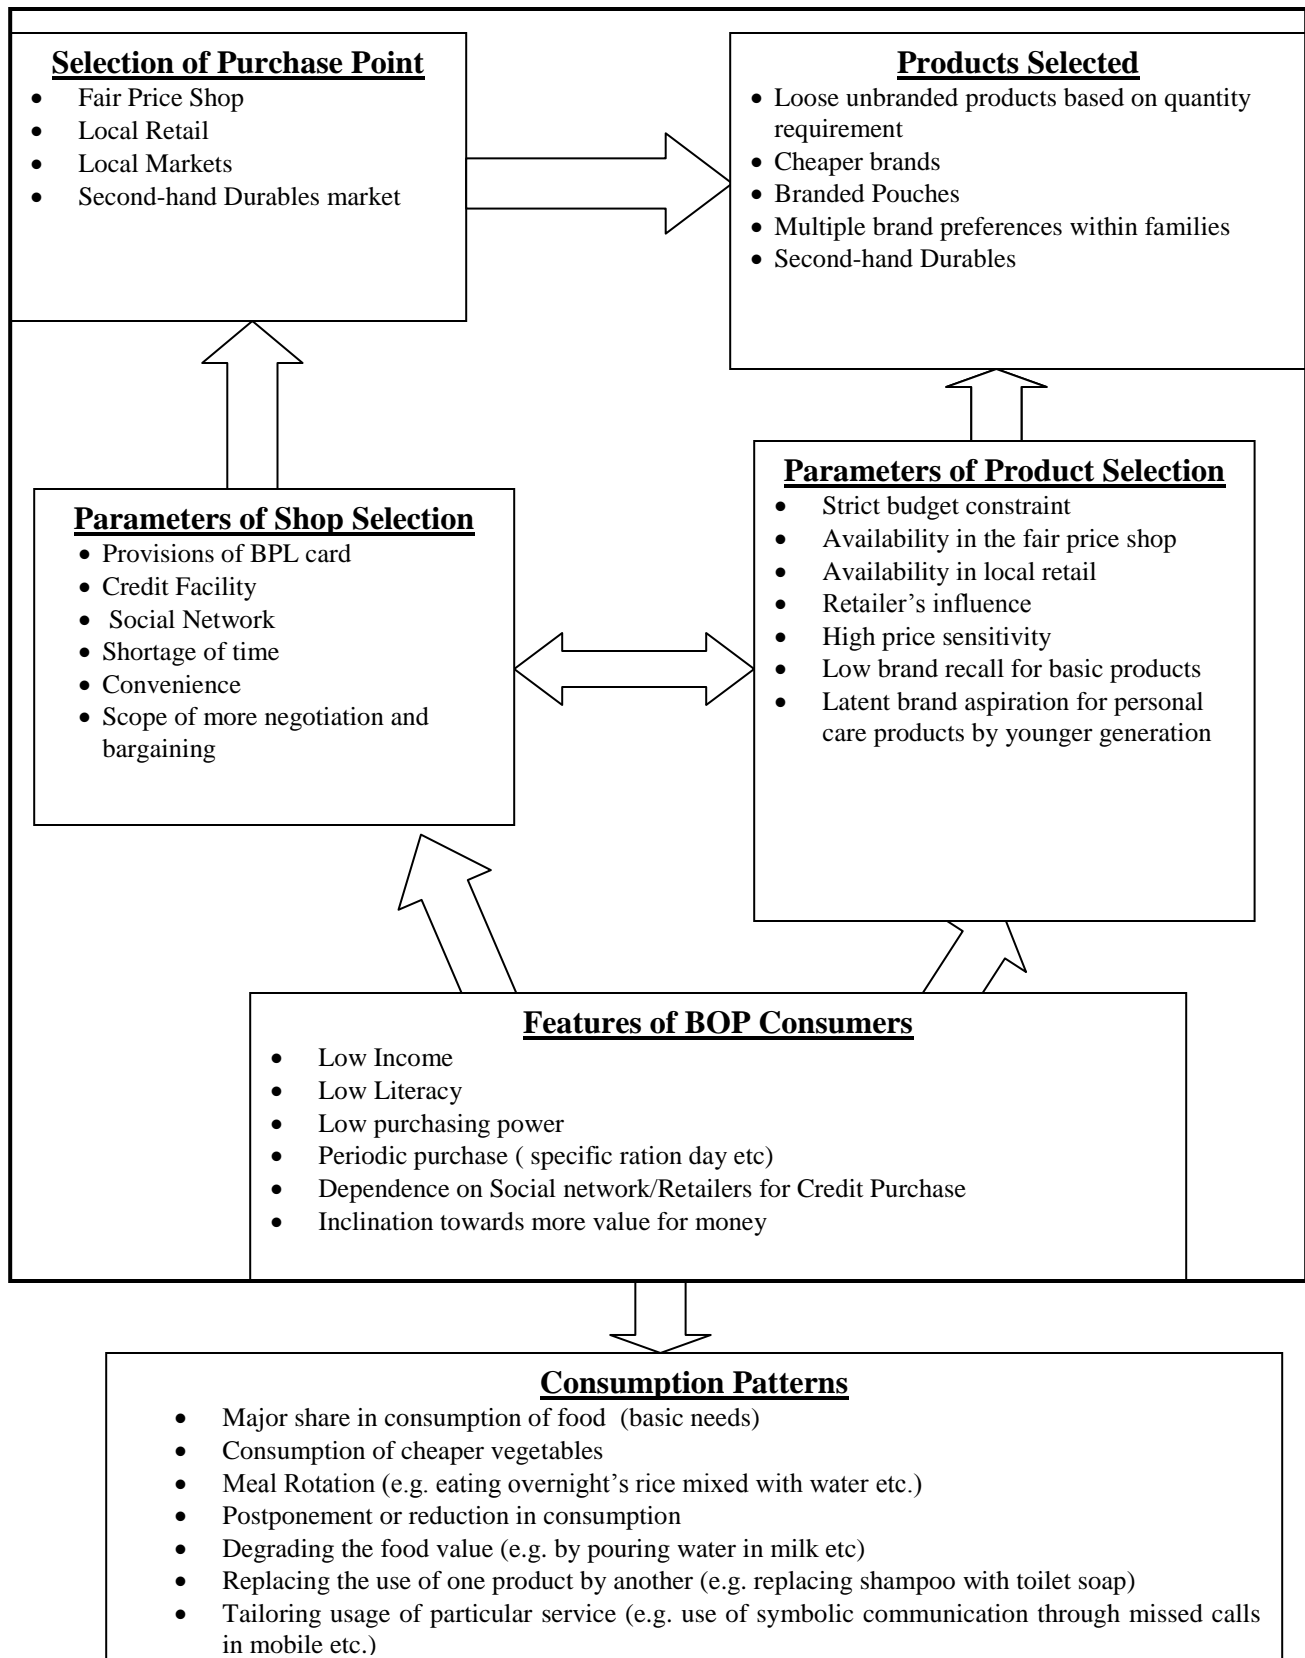 Selection of Purchase Point
• Fair Price Shop
• Local Retail
• Local Markets
• Second-hand Durables market
Products Selected
• Loose unbranded products based on quantity
requirement
• Cheaper brands
• Branded Pouches
• Multiple brand preferences within families
• Second-hand Durables
Parameters of Shop Selection
• Provisions of BPL card
• Credit Facility
• Social Network
• Shortage of time
• Convenience
• Scope of more negotiation and
bargaining
Parameters of Product Selection
• Strict budget constraint
• Availability in the fair price shop
• Availability in local retail
• Retailer’s influence
• High price sensitivity
• Low brand recall for basic products
• Latent brand aspiration for personal
care products by younger generation
Features of BOP Consumers
• Low Income
• Low Literacy
• Low purchasing power
• Periodic purchase ( specific ration day etc)
• Dependence on Social network/Retailers for Credit Purchase
• Inclination towards more value for money
Consumption Patterns
• Major share in consumption of food (basic needs)
• Consumption of cheaper vegetables
• Meal Rotation (e.g. eating overnight’s rice mixed with water etc.)
• Postponement or reduction in consumption
• Degrading the food value (e.g. by pouring water in milk etc)
• Replacing the use of one product by another (e.g. replacing shampoo with toilet soap)
• Tailoring usage of particular service (e.g. use of symbolic communication through missed calls
in mobile etc.)